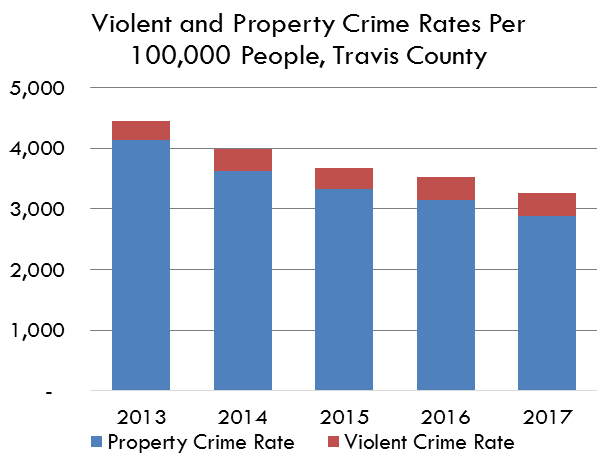 Violent and Property Crime Rates Per
100,000 People, Travis County
5,000
4,000
3,000
2,000
1,000
-
2013 2014 2015 2016 2017
Property Crime Rate Violent Crime Rate